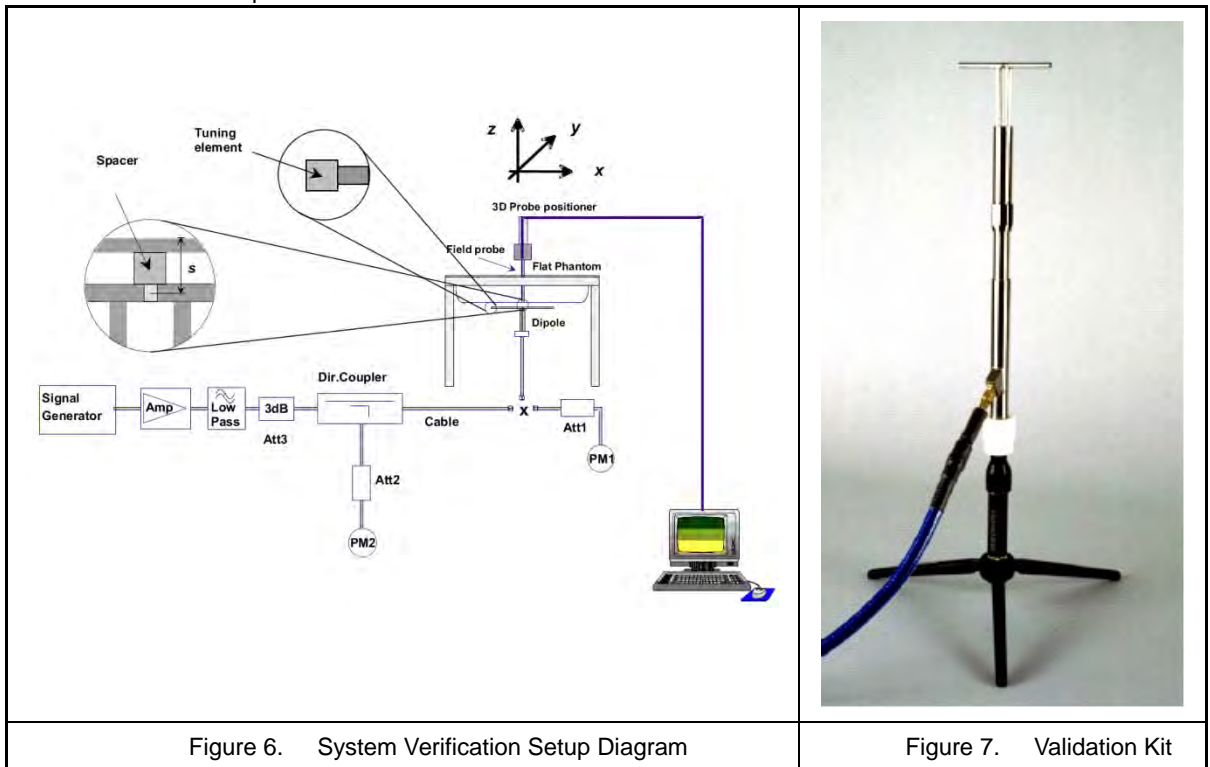 Tuning
element
Spacer
z
y
x
3D Probe positioner
s
Field probe
Flat Phantom
Dipole
Dir.Coupler
Signal
Generator
Amp
Low
Pass
3dB
Att3
Cable
x
Att1
PM1
Att2
PM2
Figure 6. System Verification Setup Diagram
Figure 7. Validation Kit